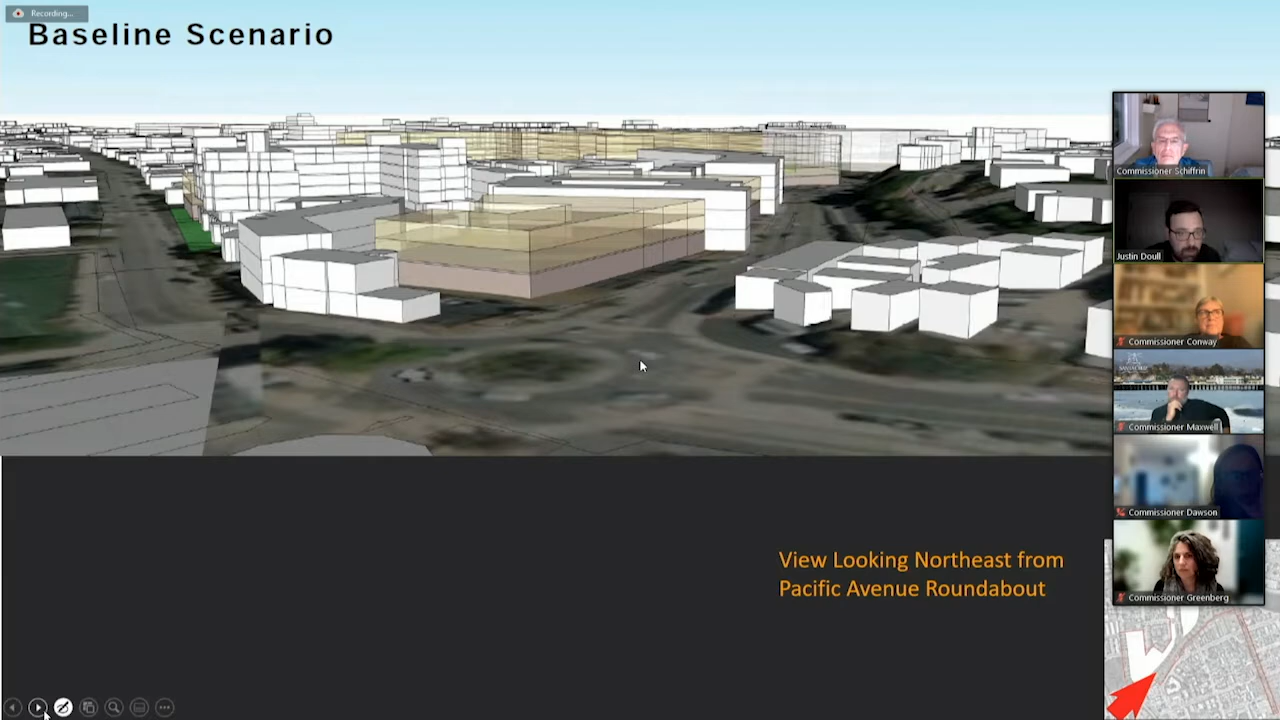 Recording...
Baseline Scenario
Commissioner Schiffrin
Justin Doull
Commissioner Conway
Commissioner Maxwell
Commissioner Dawson
Commissioner Greenberg
View Looking Northeast from
Pacific Avenue Roundabout